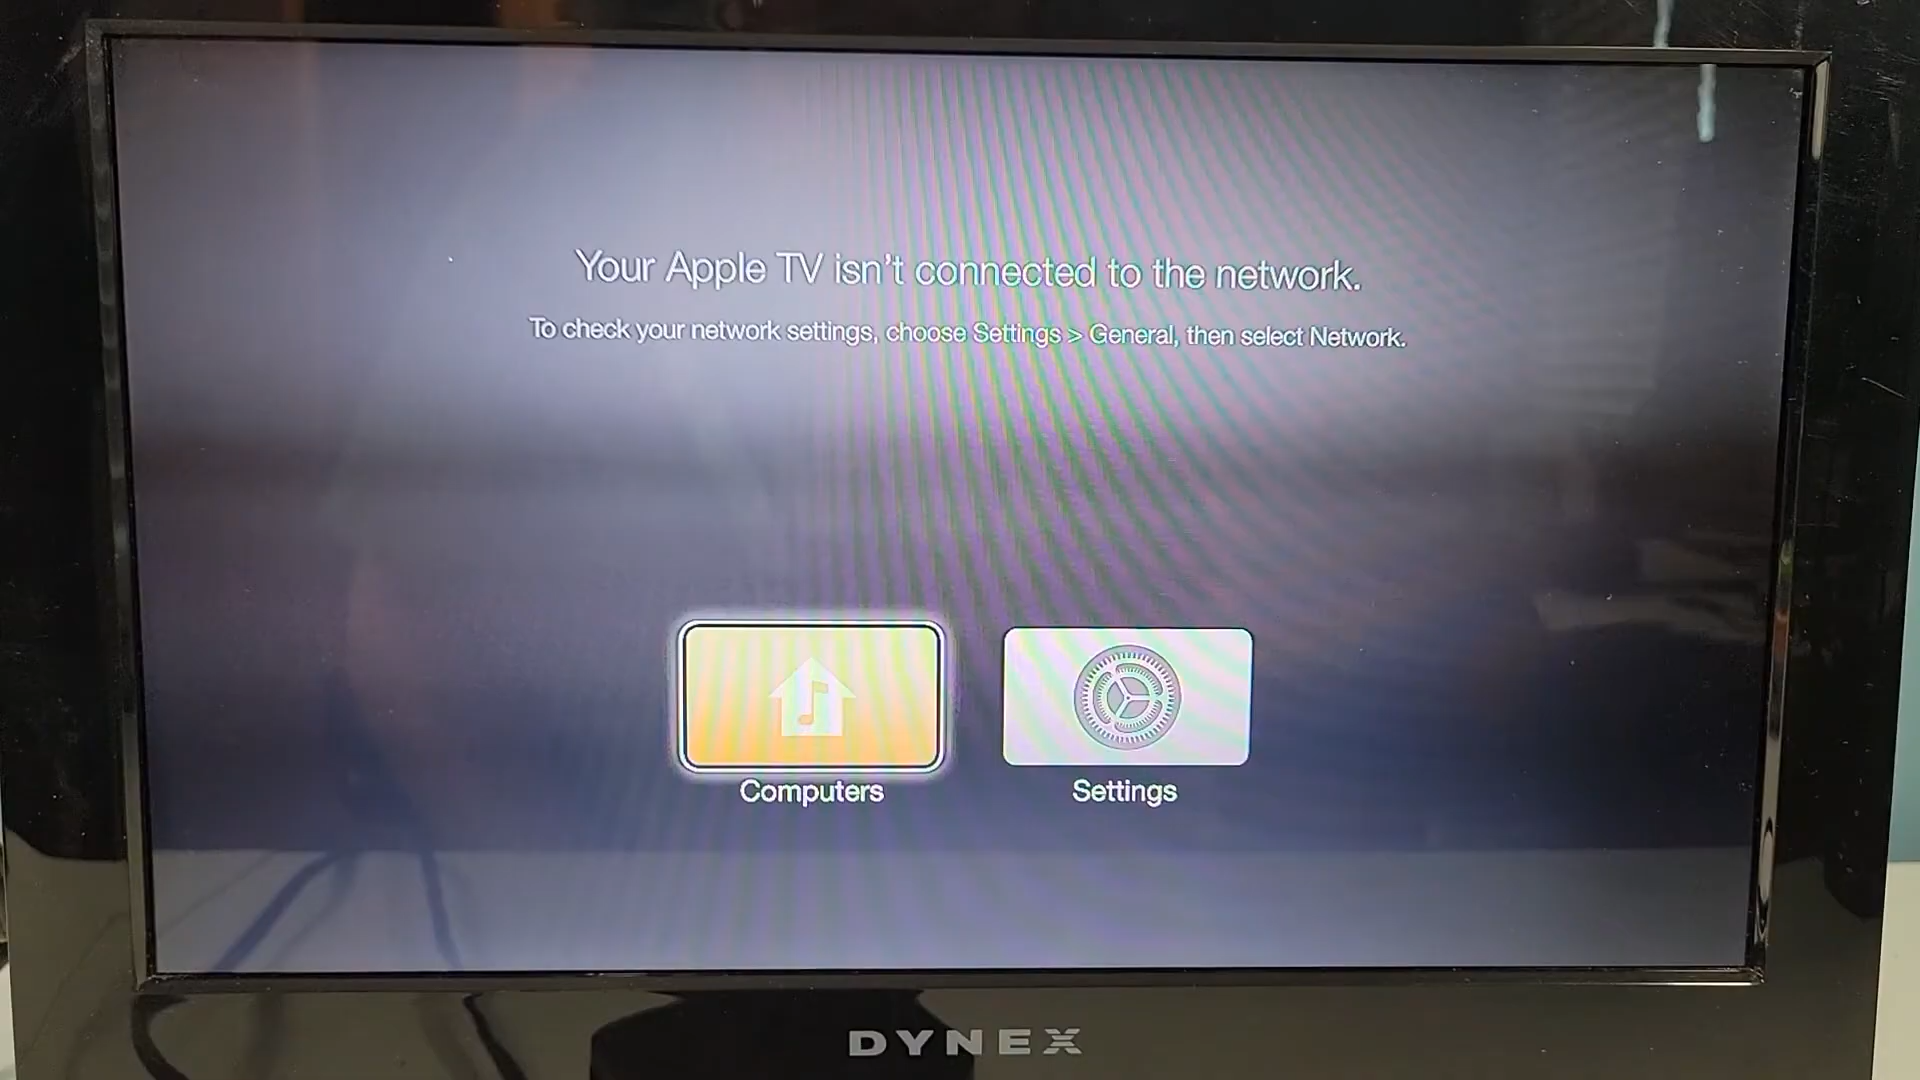 Your Apple TV isn't connected to the network.
To check your network settings, choose Settings > General, then select Network.
Computers
Settings
DYNEX